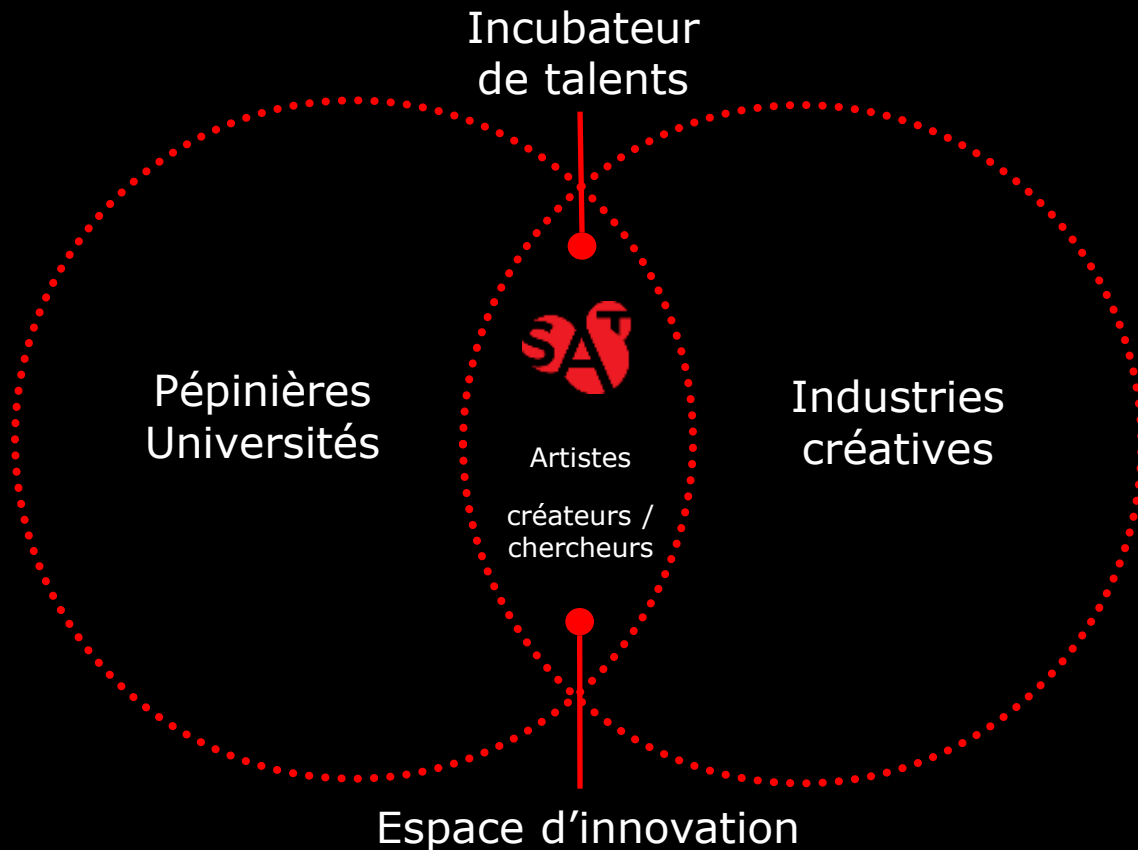 Incubateur
de talents
SAT
Pépinières
Universités
Industries
créatives
Artistes
créateurs /
chercheurs
Espace d’innovation